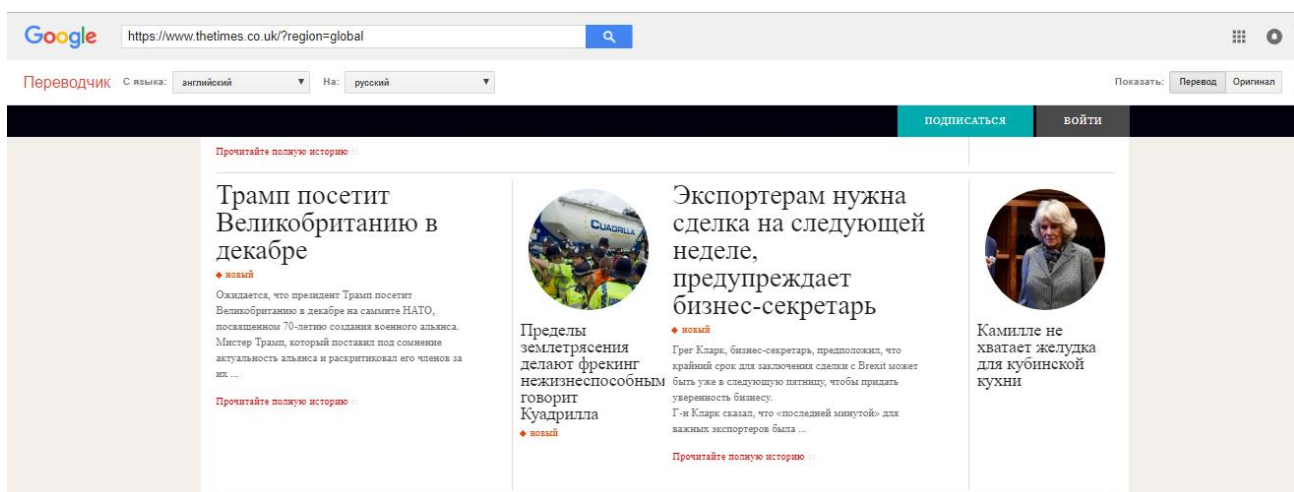 Google
https://www.thetimes.co.uk/?region=global
Переводчик С языка: английский На: русский
Показать: Перевод Оригинал
ПОДПИСАТЬСЯ ВОЙТИ
Прочитайте полную историю
Трамп посетит
Великобританию в
декабре
новый
Ожидается, что президент Трамп посетит
Великобританию в декабре на саммите НАТО,
посвященном 70-летию создания военного альянса.
Мистер Трамп, который поставил под сомнение
актуальность альянса и раскритиковал его членов за
их ...
Прочитайте полную историю
CUADRILLA
Пределы
землетрясения
делают фрекинг
нежизнеспособным
говорит
Куадрилла
новый
Экспортерам нужна
сделка на следующей
неделе,
предупреждает
бизнес-секретарь
новый
Грег Кларк, бизнес-секретарь, предположил, что
крайний срок для заключения сделки с Brexit может
быть уже в следующую пятницу, чтобы придать
уверенность бизнесу.
Г-н Кларк сказал, что «последней минутой» для
важных экспортеров была ...
Прочитайте полную историю
Камилле не
хватает желудка
для кубинской
кухни